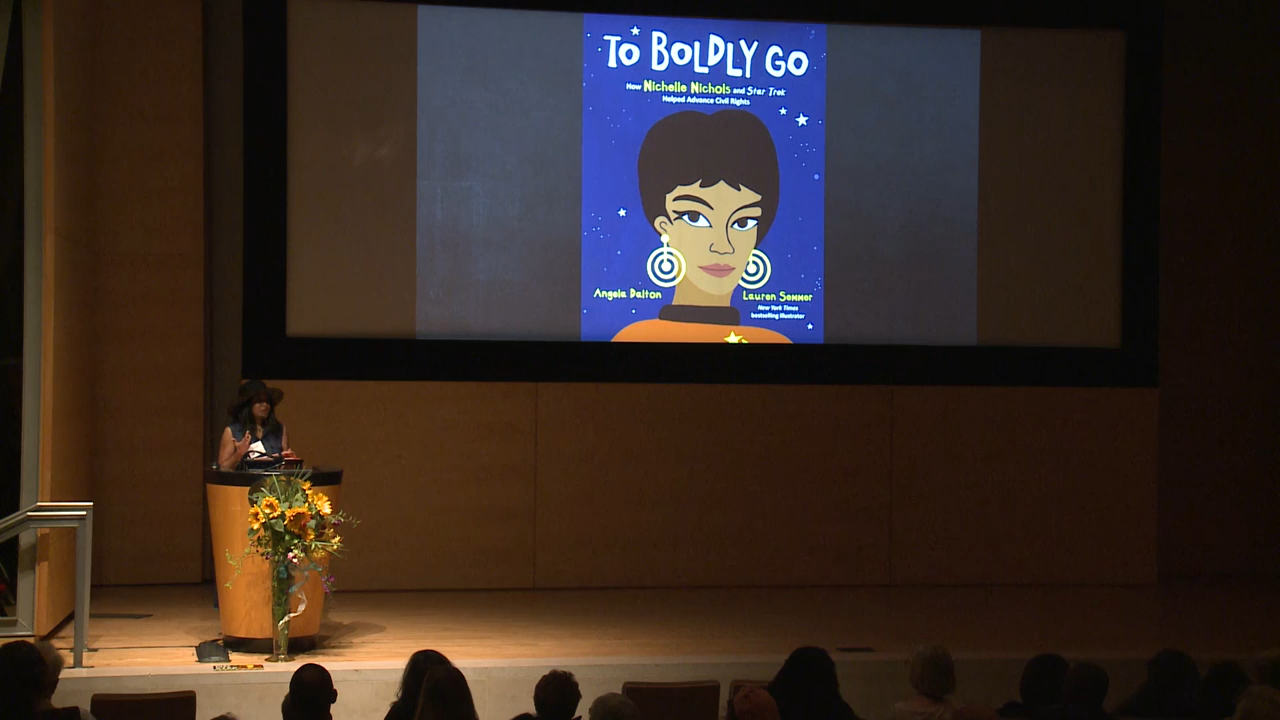 TO BOLDLY GO
How Nichelle Nichols and Star Trek
Helped Advance Civil Rights
Angela Dalton
Lauren Semmer
New York Times
bestselling illustrator